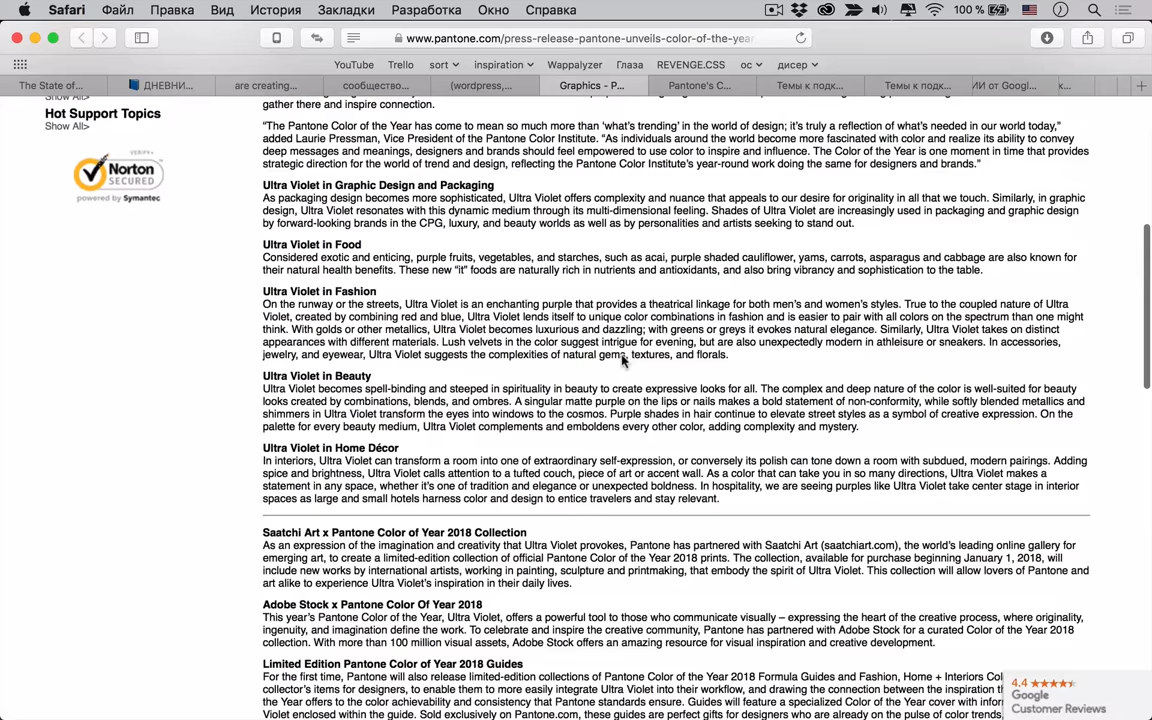 Safari Файл Правка Вид История Закладки Разработка Окно Справка 100 %
www.pantone.com/press-release-pantone-unveils-color-of-the-year
YouTube Trello sort inspiration Wappalyzer Глаза REVENGE.CSS ос дисер
The State of... ДНЕВНИ... are creating... сообщество... (wordpress,... Graphics - P... Pantone's C... Темы к подк... Темы к подк... ИИ от Googl... к...
Show All>
gather there and inspire connection.
Hot Support Topics
Show All>
VERIFY
Norton
SECURED
powered by Symantec
“The Pantone Color of the Year has come to mean so much more than ‘what’s trending’ in the world of design; it’s truly a reflection of what’s needed in our world today,”
added Laurie Pressman, Vice President of the Pantone Color Institute. “As individuals around the world become more fascinated with color and realize its ability to convey
deep messages and meanings, designers and brands should feel empowered to use color to inspire and influence. The Color of the Year is one moment in time that provides
strategic direction for the world of trend and design, reflecting the Pantone Color Institute’s year-round work doing the same for designers and brands.”
Ultra Violet in Graphic Design and Packaging
As packaging design becomes more sophisticated, Ultra Violet offers complexity and nuance that appeals to our desire for originality in all that we touch. Similarly, in graphic
design, Ultra Violet resonates with this dynamic medium through its multi-dimensional feeling. Shades of Ultra Violet are increasingly used in packaging and graphic design
by forward-looking brands in the CPG, luxury, and beauty worlds as well as by personalities and artists seeking to stand out.
Ultra Violet in Food
Considered exotic and enticing, purple fruits, vegetables, and starches, such as acai, purple shaded cauliflower, yams, carrots, asparagus and cabbage are also known for
their natural health benefits. These new “it” foods are naturally rich in nutrients and antioxidants, and also bring vibrancy and sophistication to the table.
Ultra Violet in Fashion
On the runway or the streets, Ultra Violet is an enchanting purple that provides a theatrical linkage for both men’s and women’s styles. True to the coupled nature of Ultra
Violet, created by combining red and blue, Ultra Violet lends itself to unique color combinations in fashion and is easier to pair with all colors on the spectrum than one might
think. With golds or other metallics, Ultra Violet becomes luxurious and dazzling; with greens or greys it evokes natural elegance. Similarly, Ultra Violet takes on distinct
appearances with different materials. Lush velvets in the color suggest intrigue for evening, but are also unexpectedly modern in athleisure or sneakers. In accessories,
jewelry, and eyewear, Ultra Violet suggests the complexities of natural gems, textures, and florals.
Ultra Violet in Beauty
Ultra Violet becomes spell-binding and steeped in spirituality in beauty to create expressive looks for all. The complex and deep nature of the color is well-suited for beauty
looks created by combinations, blends, and ombres. A singular matte purple on the lips or nails makes a bold statement of non-conformity, while softly blended metallics and
shimmers in Ultra Violet transform the eyes into windows to the cosmos. Purple shades in hair continue to elevate street styles as a symbol of creative expression. On the
palette for every beauty medium, Ultra Violet complements and emboldens every other color, adding complexity and mystery.
Ultra Violet in Home Décor
In interiors, Ultra Violet can transform a room into one of extraordinary self-expression, or conversely its polish can tone down a room with subdued, modern pairings. Adding
spice and brightness, Ultra Violet calls attention to a tufted couch, piece of art or accent wall. As a color that can take you in so many directions, Ultra Violet makes a
statement in any space, whether it’s one of tradition and elegance or unexpected boldness. In hospitality, we are seeing purples like Ultra Violet take center stage in interior
spaces as large and small hotels harness color and design to entice travelers and stay relevant.
Saatchi Art x Pantone Color of Year 2018 Collection
As an expression of the imagination and creativity that Ultra Violet provokes, Pantone has partnered with Saatchi Art (saatchiart.com), the world’s leading online gallery for
emerging art, to create a limited-edition collection of official Pantone Color of the Year 2018 prints. The collection, available for purchase beginning January 1, 2018, will
include new works by international artists, working in painting, sculpture and printmaking, that embody the spirit of Ultra Violet. This collection will allow lovers of Pantone and
art alike to experience Ultra Violet’s inspiration in their daily lives.
Adobe Stock x Pantone Color Of Year 2018
This year’s Pantone Color of the Year, Ultra Violet, offers a powerful tool to those who communicate visually – expressing the heart of the creative process, where originality,
ingenuity, and imagination define the work. To celebrate and inspire the creative community, Pantone has partnered with Adobe Stock for a curated Color of the Year 2018
collection. With more than 100 million visual assets, Adobe Stock offers an amazing resource for visual inspiration and creative development.
Limited Edition Pantone Color of Year 2018 Guides
For the first time, Pantone will also release limited-edition collections of Pantone Color of the Year 2018 Formula Guides and Fashion, Home + Interiors Col
collector’s items for designers, to enable them to more easily integrate Ultra Violet into their workflow, and drawing the connection between the inspiration th
the Year offers to the color achievability and consistency that Pantone standards ensure. Guides will feature a specialized Color of the Year cover with infor
Violet enclosed within the guide. Sold exclusively on Pantone.com, these guides are perfect gifts for designers who are already on the pulse of color trends,
4.4
Google
Customer Reviews